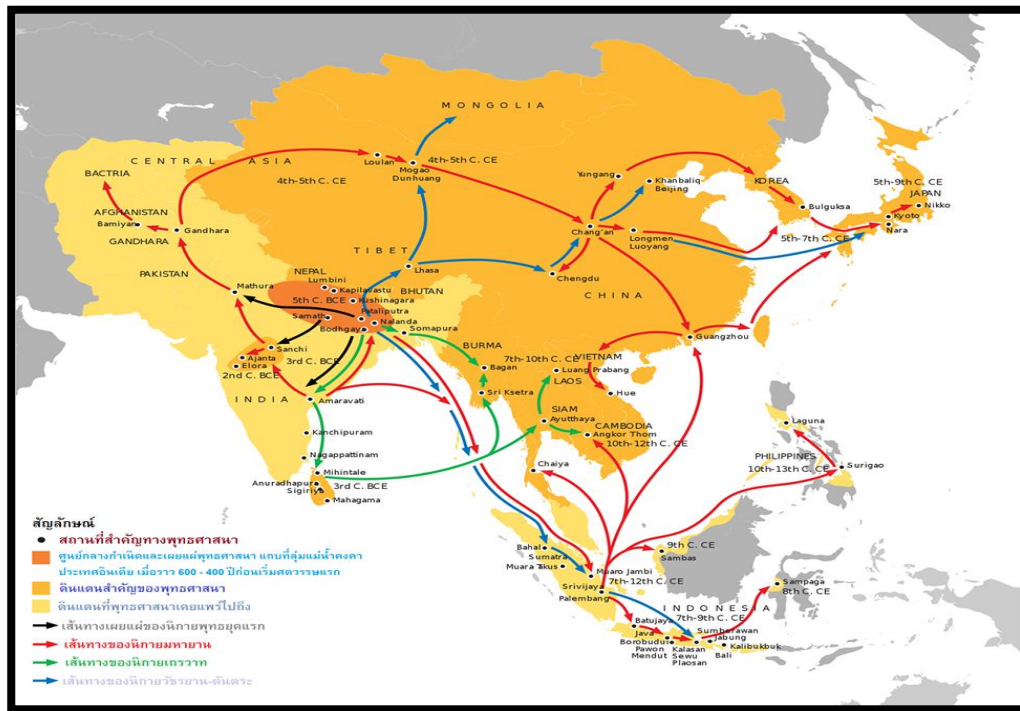 MONGOLIA
CENTRAL ASIA
Loulan
Mogao
Dunhuang
4th-5th C. CE
4th-5th C. CE
BACTRIA
AFGHANISTAN
Bamiyan
GANDHARA
Gandhara
Yungang
Khanbaliq
Beijing
KOREA
5th-9th C. CE
JAPAN
Nikko
Bulguksa
Kyoto
Nara
5th-7th C. CE
Chang'an
Longmen
Luoyang
TIBET
Lhasa
Chengdu
CHINA
PAKISTAN
Mathura
NEPAL
Lumbini
Kapilavastu
5th C. BCE
Kushinagara
BHUTAN
Sarnath
Pataliputra
Nalanda
Bodhgaya
Somapura
Guangzhou
BURMA
Sanchi
Ajanta
3rd C. BCE
Elora
2nd C. BCE
INDIA
Amaravati
7th-10th C. CE
VIETNAM
Bagan
Luang Prabang
LAOS
Sri Ksetra
Hue
SIAM
Ayutthaya
CAMBODIA
Angkor Thom
10th-12th C. CE
Laguna
Kanchipuram
Nagappattinam
Mihintale
Anuradhapur
3rd C. BCE
Sigiriya
Mahagama
Chaiya
PHILIPPINES
10th-13th C. CE
Surigao
สัญลักษณ์
สถานที่สำคัญทางพุทธศาสนา
ศูนย์กลางกำเนิดและเผยแผ่พุทธศาสนา แถบที่ลุ่มแม่น้ำคงคา
ประเทศอินเดีย เมื่อราว 600 - 400 ปีก่อนเริ่มศตวรรษแรก
ดินแดนสำคัญของพุทธศาสนา
ดินแดนที่พุทธศาสนาเคยแพร่ไปถึง
เส้นทางเผยแผ่ของนิกายพุทธยุคแรก
เส้นทางของนิกายมหายาน
เส้นทางของนิกายเถรวาท
เส้นทางของนิกายวัชรยาน-ตันตระ
Bahal
Sumatra
Muara Takus
Muaro Jambi
Srivijaya
7th-12th C. CE
Palembang
9th C. CE
Sambas
Sampaga
8th C. CE
INDONESIA
7th-9th C. CE
Batujaya
Java
Borobudur
Pawon
Mendut
Kalasan
Sewu
Plaosan
Sumberawan
Jabung
Bali
Kalibukbuk